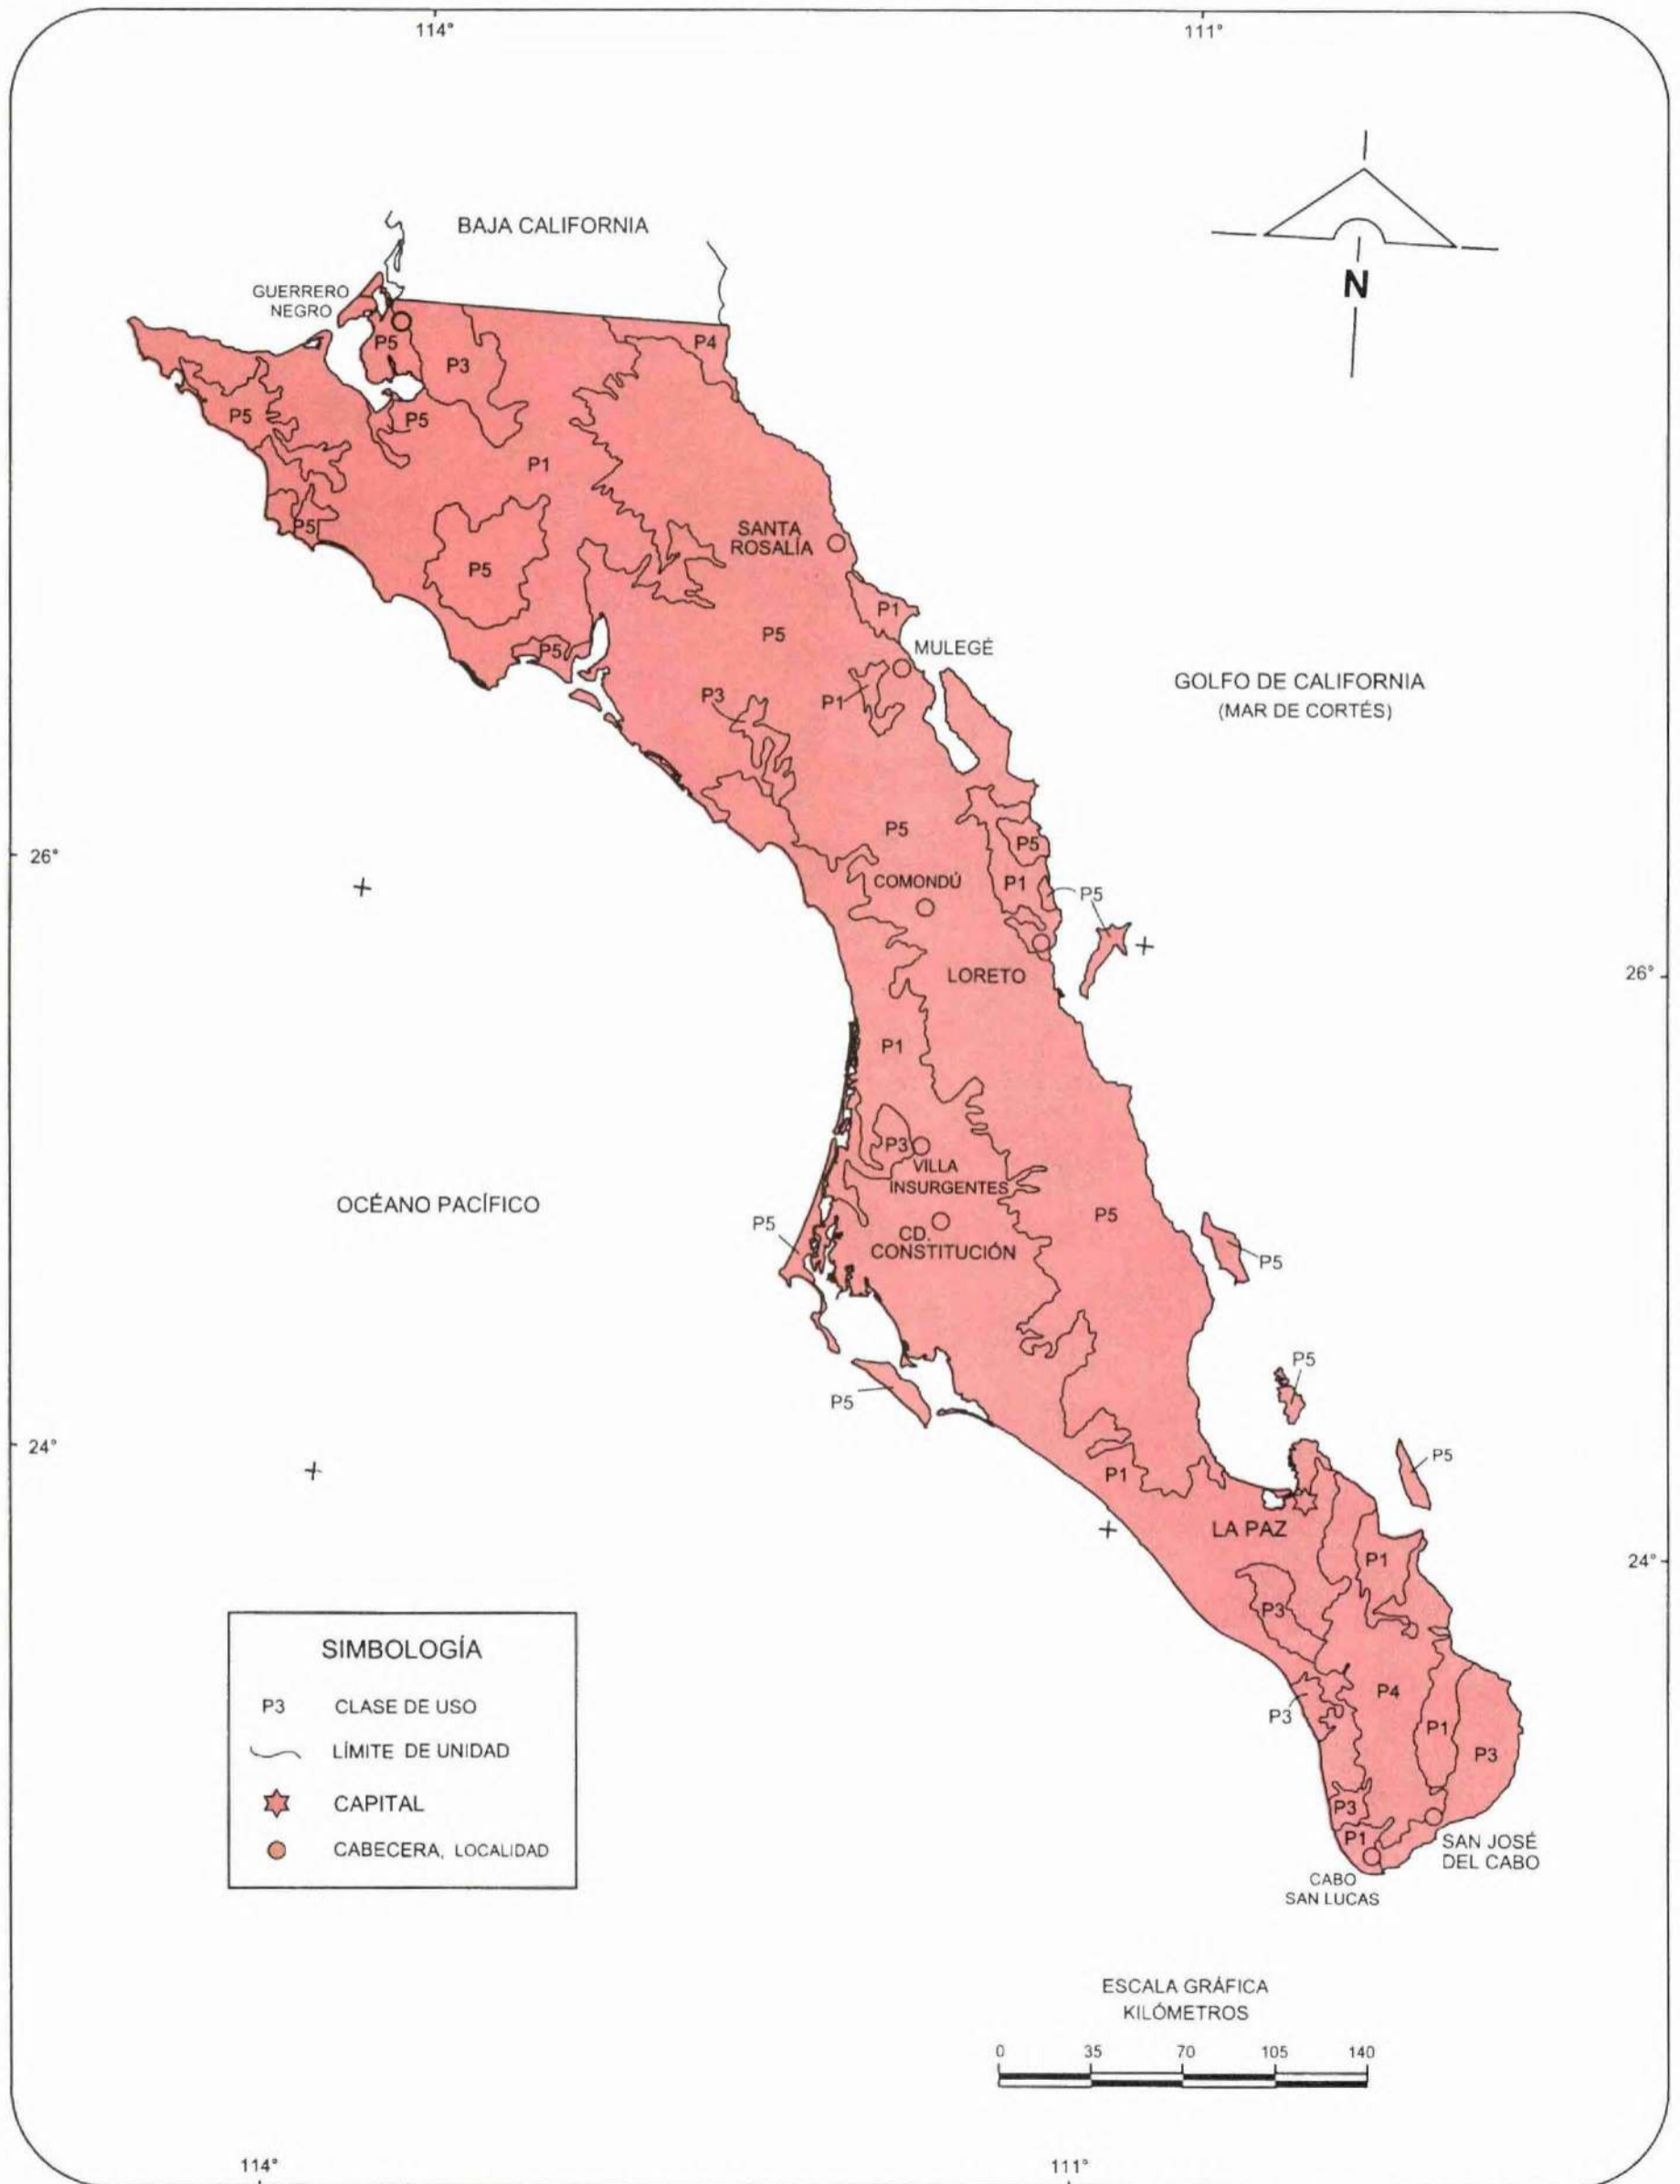 114°
111°
BAJA CALIFORNIA
GUERRERO
NEGRO
N
P5
P3
P4
P5
P5
P1
P5
SANTA
ROSALÍA
P5
P1
P5
MULEGÉ
P5
P3
P1
GOLFO DE CALIFORNIA
(MAR DE CORTÉS)
P5
P5
26°
COMONDÚ
P1
P5
LORETO
26°
P1
P3
VILLA
INSURGENTES
OCÉANO PACÍFICO
P5
P5
CD.
CONSTITUCIÓN
P5
P5
P5
24°
P5
P1
LA PAZ
P1
24°
P3
SIMBOLOGÍA
P3 CLASE DE USO
LÍMITE DE UNIDAD
CAPITAL
CABECERA, LOCALIDAD
P4
P3
P1
P3
P3
P1
SAN JOSÉ
DEL CABO
CABO
SAN LUCAS
ESCALA GRÁFICA
KILÓMETROS
0 35 70 105 140
114°
111°